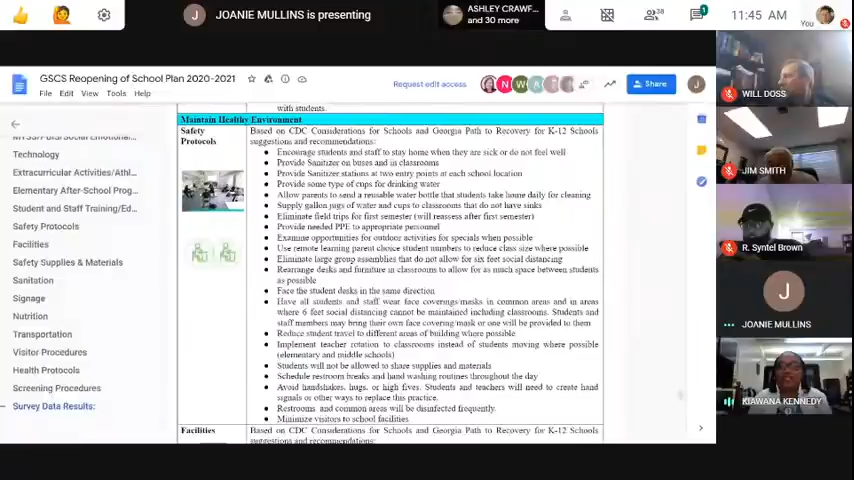 JOANIE MULLINS is presenting
ASHLEY CRAWF...
and 30 more
38
1
11:45 AM
You
GSCS Reopening of School Plan 2020-2021
File Edit View Tools Help
Request edit access
N
W
A
Share
J
Technology
Extracurricular Activities/Athl...
Elementary After-School Prog...
Student and Staff Training/Ed...
Safety Protocols
Facilities
Safety Supplies & Materials
Sanitation
Signage
Nutrition
Transportation
Visitor Procedures
Health Protocols
Screening Procedures
Survey Data Results:
with students.
Maintain Healthy Environment
Safety
Protocols
Based on CDC Considerations for Schools and Georgia Path to Recovery for K-12 Schools
suggestions and recommendations:
● Encourage students and staff to stay home when they are sick or do not feel well
● Provide Sanitizer on buses and in classrooms
● Provide Sanitizer stations at two entry points at each school location
● Provide some type of cups for drinking water
● Allow parents to send a reusable water bottle that students take home daily for cleaning
● Supply gallon jugs of water and cups to classrooms that do not have sinks
● Eliminate field trips for first semester (will reassess after first semester)
● Provide needed PPE to appropriate personnel
● Examine opportunities for outdoor activities for specials when possible
● Use remote learning parent choice student numbers to reduce class size where possible
● Eliminate large group assemblies that do not allow for six feet social distancing
● Rearrange desks and furniture in classrooms to allow for as much space between students
as possible
● Face the student desks in the same direction
● Have all students and staff wear face coverings/masks in common areas and in areas
where 6 feet social distancing cannot be maintained including classrooms. Students and
staff members may bring their own face covering/mask or one will be provided to them
● Reduce student travel to different areas of building where possible
● Implement teacher rotation to classrooms instead of students moving where possible
(elementary and middle schools)
● Students will not be allowed to share supplies and materials
● Schedule restroom breaks and hand washing routines throughout the day
● Avoid handshakes, hugs, or high fives. Students and teachers will need to create hand
signals or other ways to replace this practice.
● Restrooms and common areas will be disinfected frequently.
● Minimize visitors to school facilities.
Facilities
Based on CDC Considerations for Schools and Georgia Path to Recovery for K-12 Schools
suggestions and recommendations:
WILL DOSS
JIM SMITH
R. Syntel Brown
J
JOANIE MULLINS
KIAWANA KENNEDY